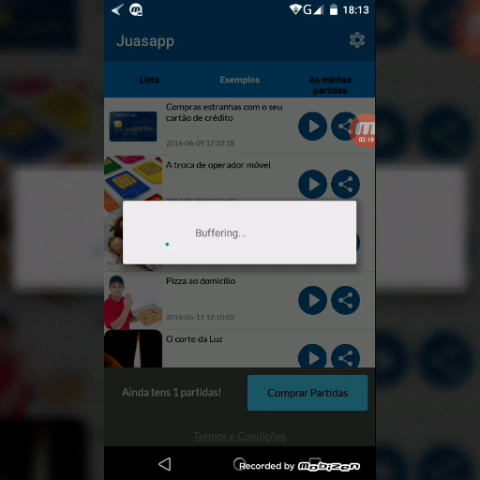 18:13
Juasapp
Lista
Exemplos
As minhas
partidas
Compras estranhas com o seu
cartão de crédito
2016-06-09 17:33:18
02:18
A troca de operador móvel
Buffering...
Pizza ao domicílio
2016-05-11 12:10:02
O corte da Luz
Ainda tens 1 partidas!
Comprar Partidas
Termos e Condições
Recorded by mobizen